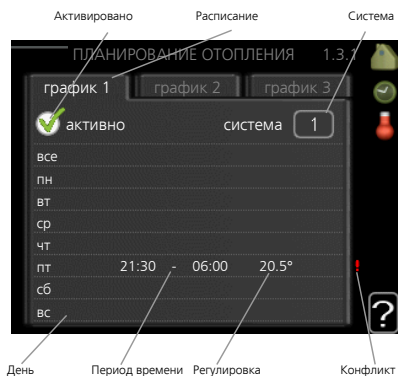 Активировано Расписание Система
ПЛАНИРОВАНИЕ ОТОПЛЕНИЯ 1.3.1
график 1 график 2 график 3
активно система 1
все
пн
вт
ср
чт
пт 21:30 - 06:00 20.5° !
сб
вс
?
День Период времени Регулировка Конфликт